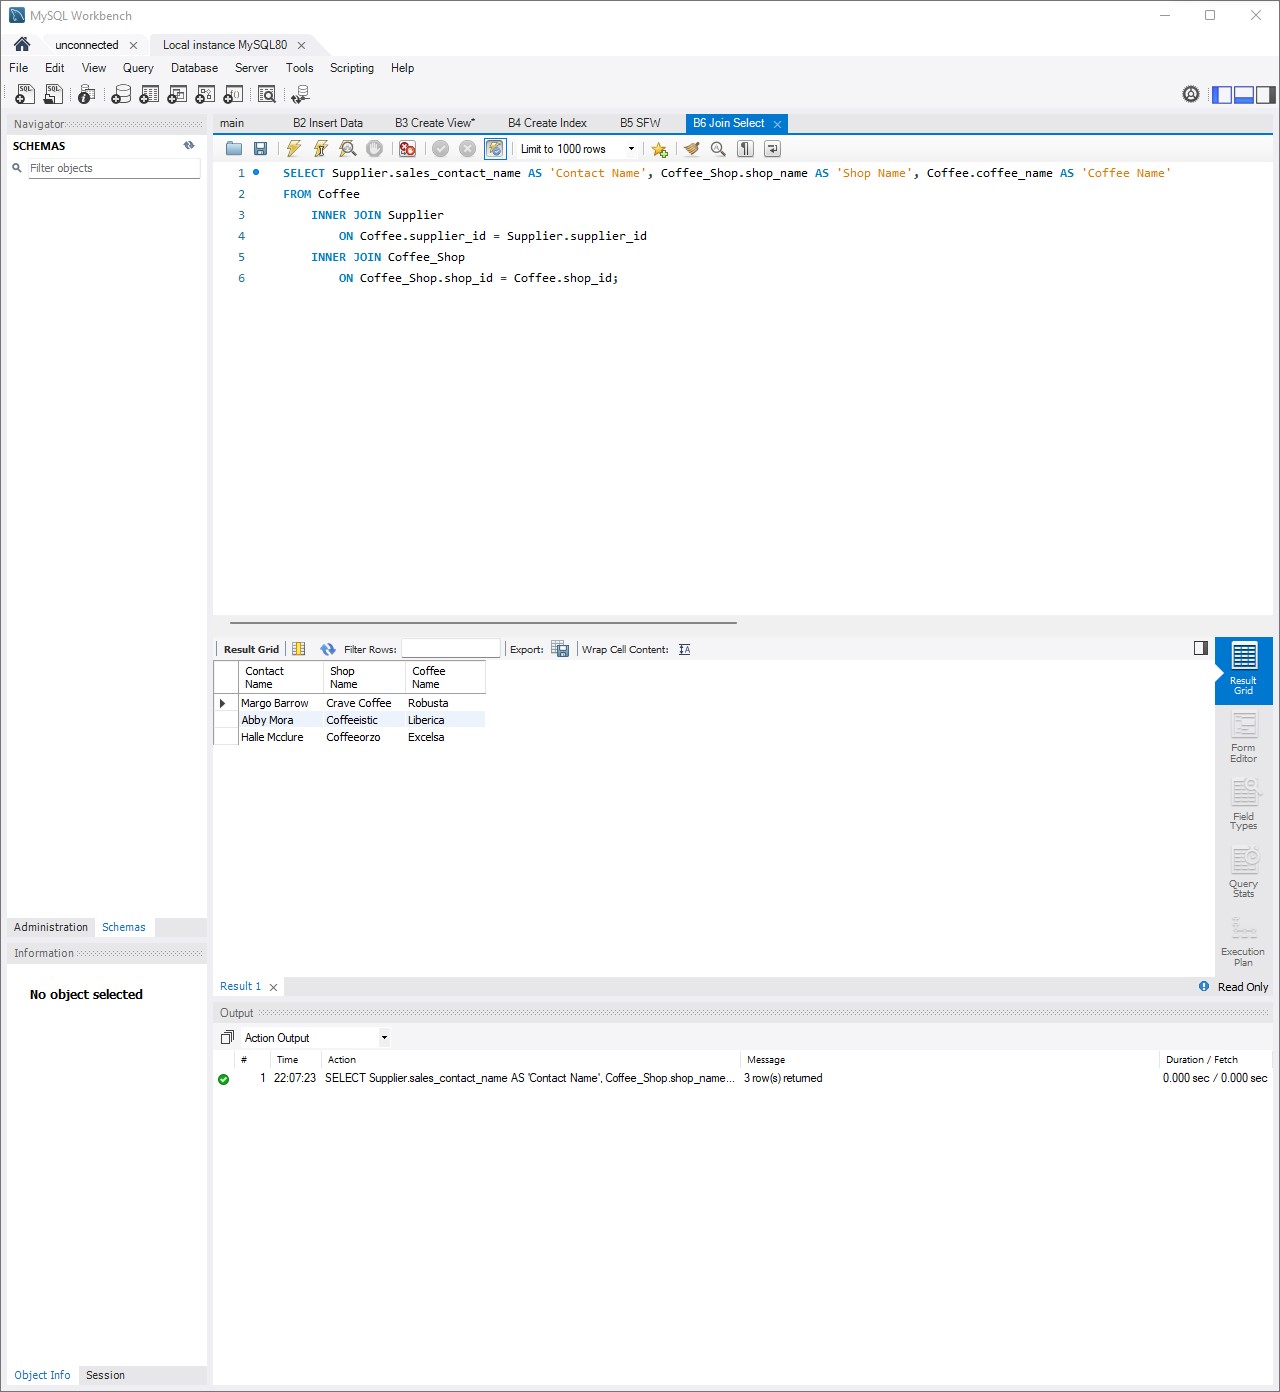 MySQL Workbench
unconnected
Local instance MySQL80
File Edit View Query Database Server Tools Scripting Help
Navigator
SCHEMAS
Filter objects
main B2 Insert Data B3 Create View* B4 Create Index B5 SFW B6 Join Select
Limit to 1000 rows
1 SELECT Supplier.sales_contact_name AS 'Contact Name', Coffee_Shop.shop_name AS 'Shop Name', Coffee.coffee_name AS 'Coffee Name'
2 FROM Coffee
3 INNER JOIN Supplier
4 ON Coffee.supplier_id = Supplier.supplier_id
5 INNER JOIN Coffee_Shop
6 ON Coffee_Shop.shop_id = Coffee.shop_id;
Result Grid Filter Rows: Export: Wrap Cell Content:
Contact Name Shop Name Coffee Name
Margo Barrow Crave Coffee Robusta
Abby Mora Coffeeistic Liberica
Halle Mcclure Coffeeorzo Excelsa
Result Grid
Form Editor
Field Types
Query Stats
Execution Plan
Administration Schemas
Information
No object selected
Result 1
Read Only
Output
Action Output
# Time Action Message Duration / Fetch
1 22:07:23 SELECT Supplier.sales_contact_name AS 'Contact Name', Coffee_Shop.shop_name... 3 row(s) returned 0.000 sec / 0.000 sec
Object Info Session